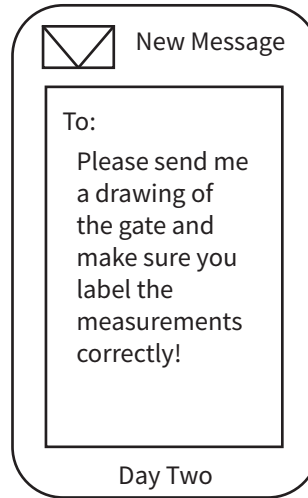 New Message
To:
Please send me
a drawing of
the gate and
make sure you
label the
measurements
correctly!
Day Two